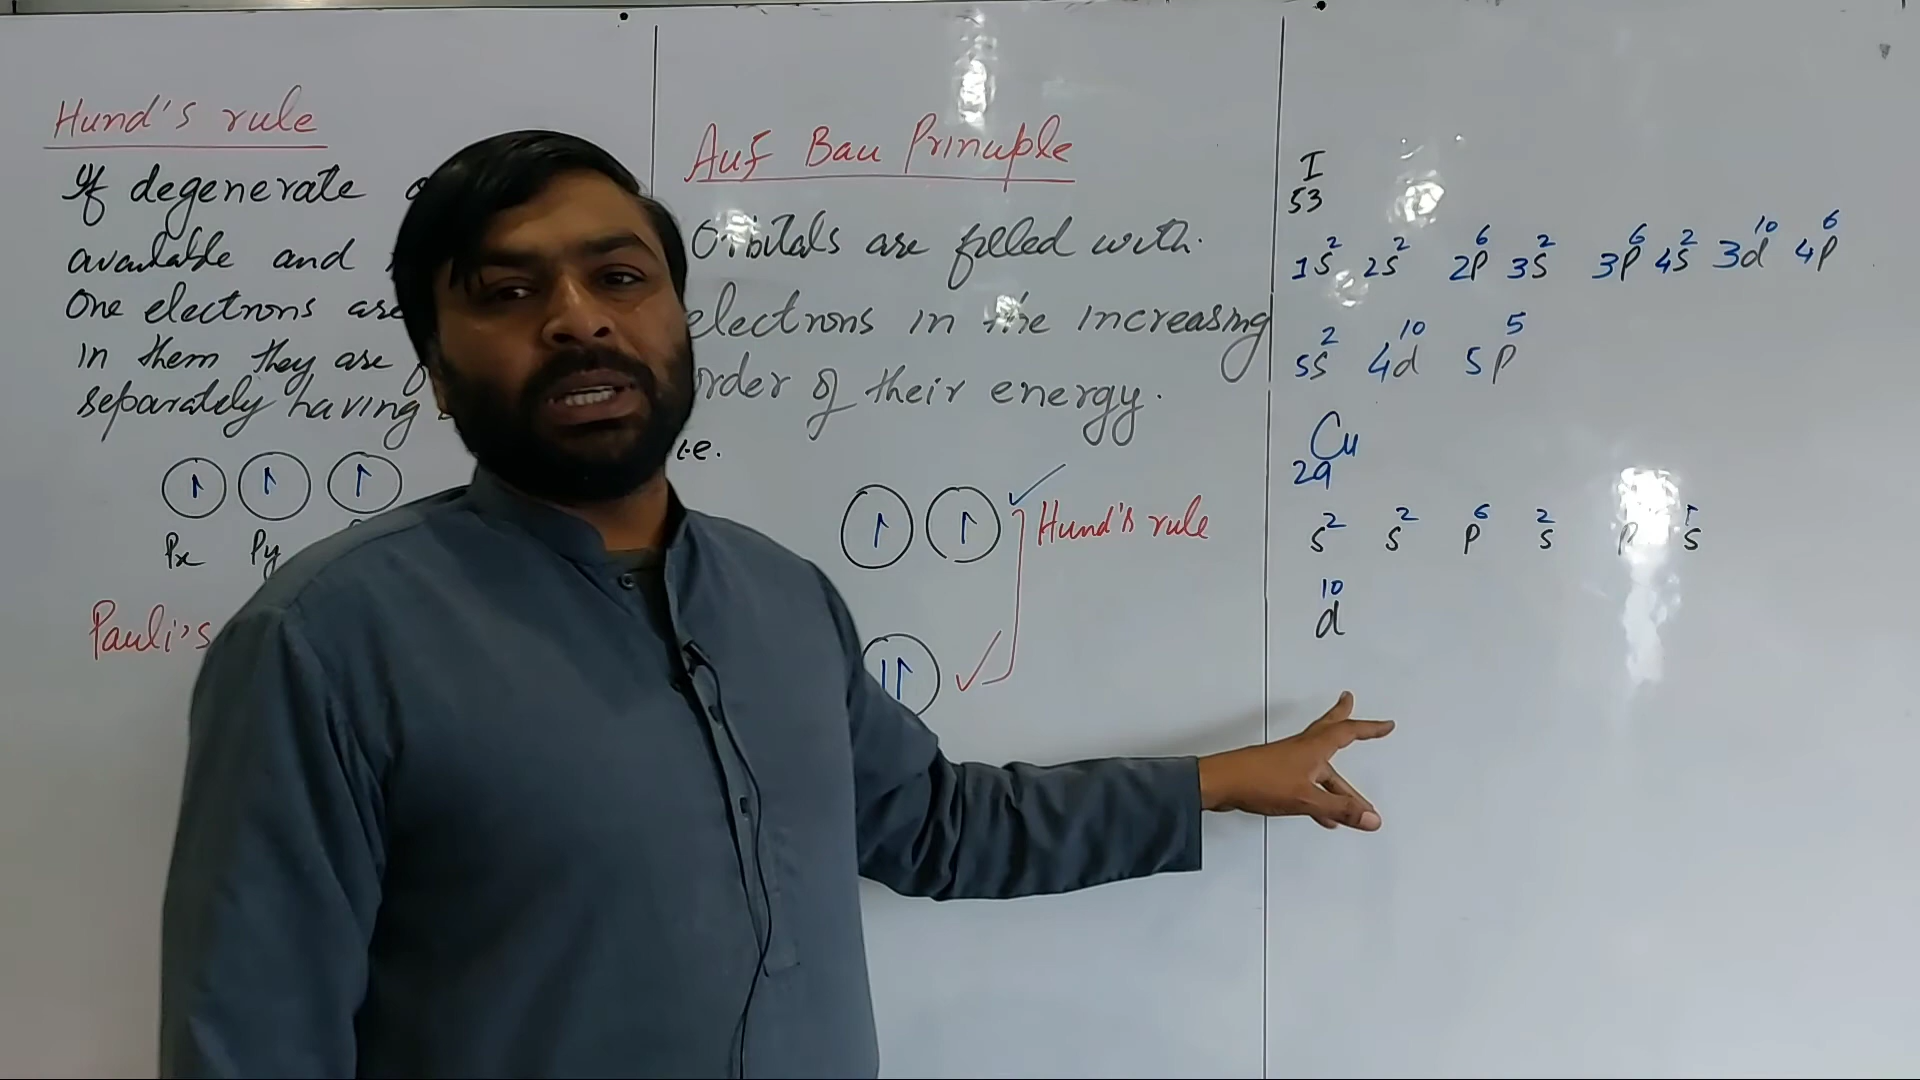 Hund's rule
If degenerate
available and
One electrons are
in them they are
separately having
Px Py
Pauli's
Auf Bau Prinuple
Orbitals are filled with.
electrons in the increasing
order of their energy.
i.e.
Hund's rule
I
53
1s² 2s² 2p⁶ 3s² 3p⁶ 4s² 3d¹⁰ 4p⁶
5s² 4d¹⁰ 5p⁵
Cu
29
s² s² p⁶ s² p s¹
d¹⁰